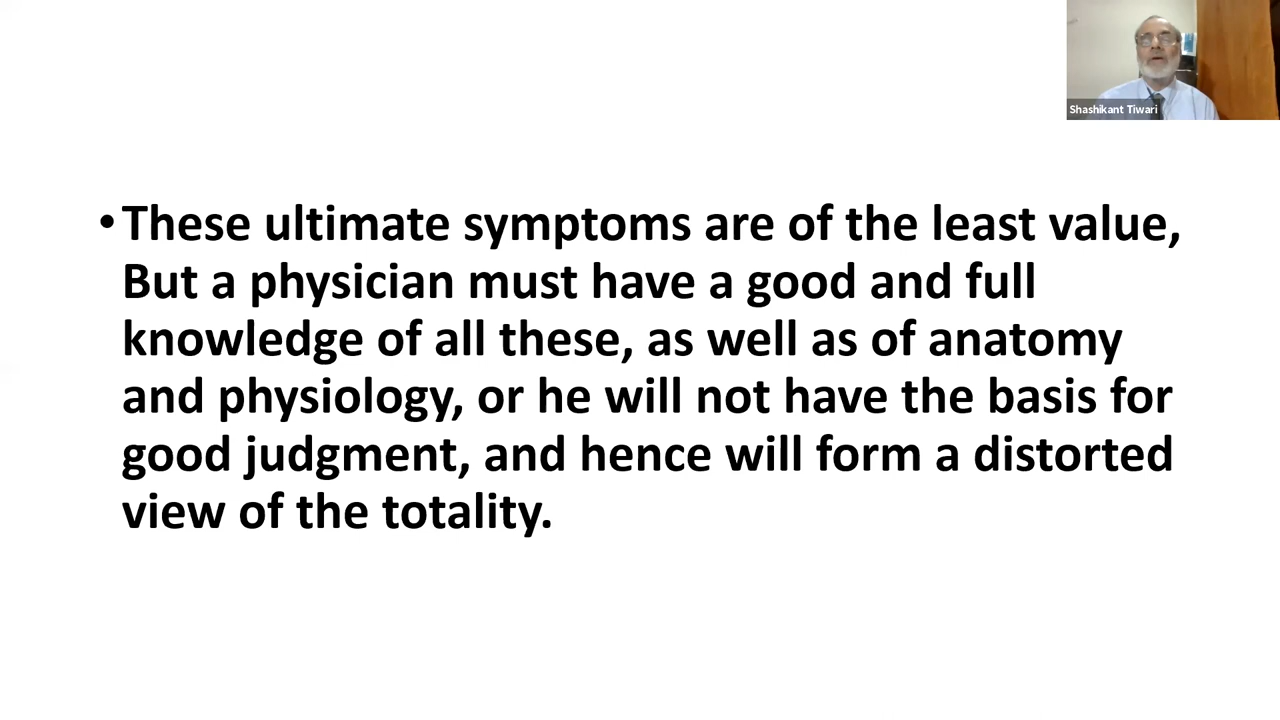 Shashikant Tiwari
•These ultimate symptoms are of the least value,
But a physician must have a good and full
knowledge of all these, as well as of anatomy
and physiology, or he will not have the basis for
good judgment, and hence will form a distorted
view of the totality.